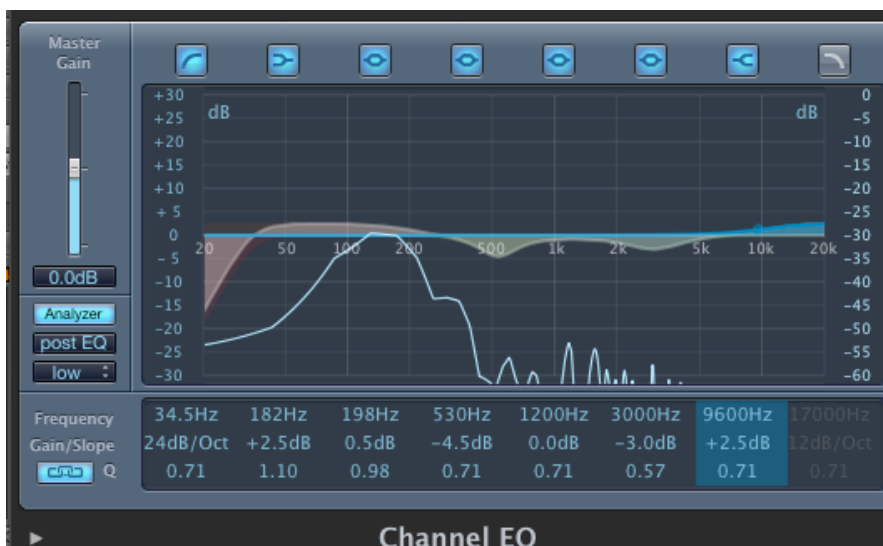 Master
Gain
0.0dB
Analyzer
post EQ
low
+30 0
+25 dB dB −5
+20 −10
+15 −15
+10 −20
+ 5 −25
0 −30
20 50 100 200 500 1k 2k 5k 10k 20k
− 5 −35
−10 −40
−15 −45
−20 −50
−25 −55
−30 −60
Frequency 34.5Hz 182Hz 198Hz 530Hz 1200Hz 3000Hz 9600Hz 17000Hz
Gain/Slope 24dB/Oct +2.5dB 0.5dB −4.5dB 0.0dB −3.0dB +2.5dB 12dB/Oct
Q 0.71 1.10 0.98 0.71 0.71 0.57 0.71 0.71
Channel EQ